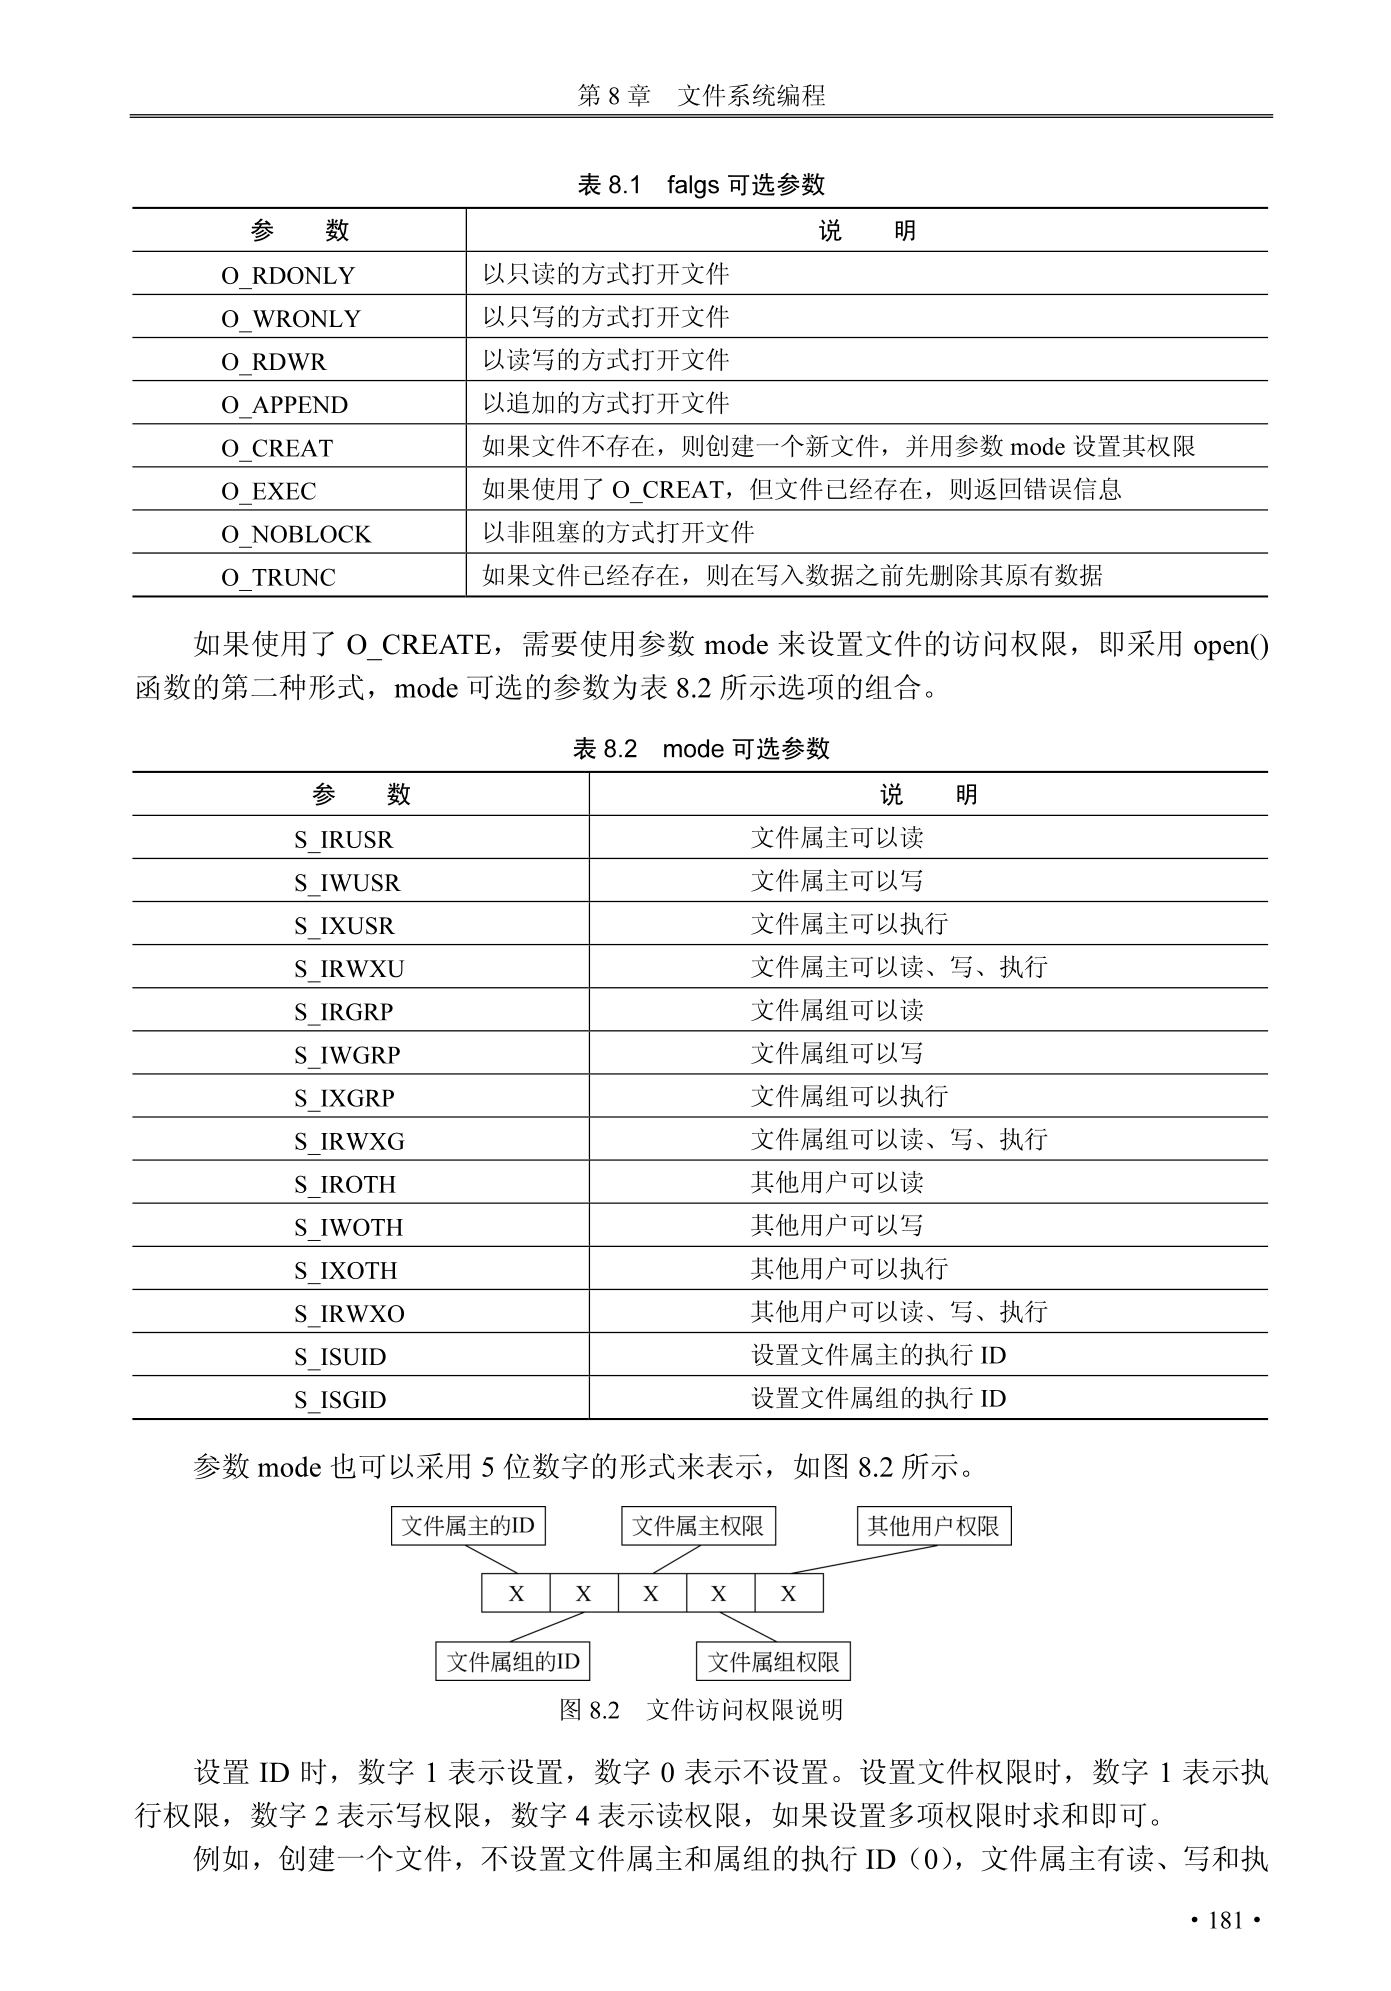 第 8 章　文件系统编程
表 8.1　falgs 可选参数
参　　数　　说　　明
O_RDONLY　以只读的方式打开文件
O_WRONLY　以只写的方式打开文件
O_RDWR　以读写的方式打开文件
O_APPEND　以追加的方式打开文件
O_CREAT　如果文件不存在，则创建一个新文件，并用参数 mode 设置其权限
O_EXEC　如果使用了 O_CREAT，但文件已经存在，则返回错误信息
O_NOBLOCK　以非阻塞的方式打开文件
O_TRUNC　如果文件已经存在，则在写入数据之前先删除其原有数据
如果使用了 O_CREATE，需要使用参数 mode 来设置文件的访问权限，即采用 open()
函数的第二种形式，mode 可选的参数为表 8.2 所示选项的组合。
表 8.2　mode 可选参数
参　　数　　说　　明
S_IRUSR　文件属主可以读
S_IWUSR　文件属主可以写
S_IXUSR　文件属主可以执行
S_IRWXU　文件属主可以读、写、执行
S_IRGRP　文件属组可以读
S_IWGRP　文件属组可以写
S_IXGRP　文件属组可以执行
S_IRWXG　文件属组可以读、写、执行
S_IROTH　其他用户可以读
S_IWOTH　其他用户可以写
S_IXOTH　其他用户可以执行
S_IRWXO　其他用户可以读、写、执行
S_ISUID　设置文件属主的执行 ID
S_ISGID　设置文件属组的执行 ID
参数 mode 也可以采用 5 位数字的形式来表示，如图 8.2 所示。
文件属主的ID　文件属主权限　其他用户权限
X　X　X　X　X
文件属组的ID　文件属组权限
图 8.2　文件访问权限说明
设置 ID 时，数字 1 表示设置，数字 0 表示不设置。设置文件权限时，数字 1 表示执
行权限，数字 2 表示写权限，数字 4 表示读权限，如果设置多项权限时求和即可。
例如，创建一个文件，不设置文件属主和属组的执行 ID（0），文件属主有读、写和执
• 181 •